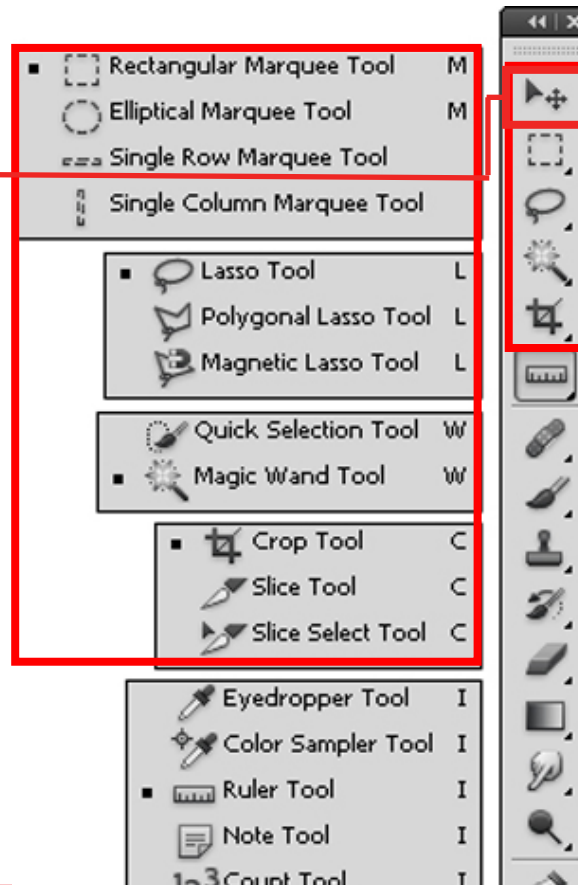 Rectangular Marquee Tool M
Elliptical Marquee Tool M
Single Row Marquee Tool
Single Column Marquee Tool
Lasso Tool L
Polygonal Lasso Tool L
Magnetic Lasso Tool L
Quick Selection Tool W
Magic Wand Tool W
Crop Tool C
Slice Tool C
Slice Select Tool C
Eyedropper Tool I
Color Sampler Tool I
Ruler Tool I
Note Tool I
Count Tool I